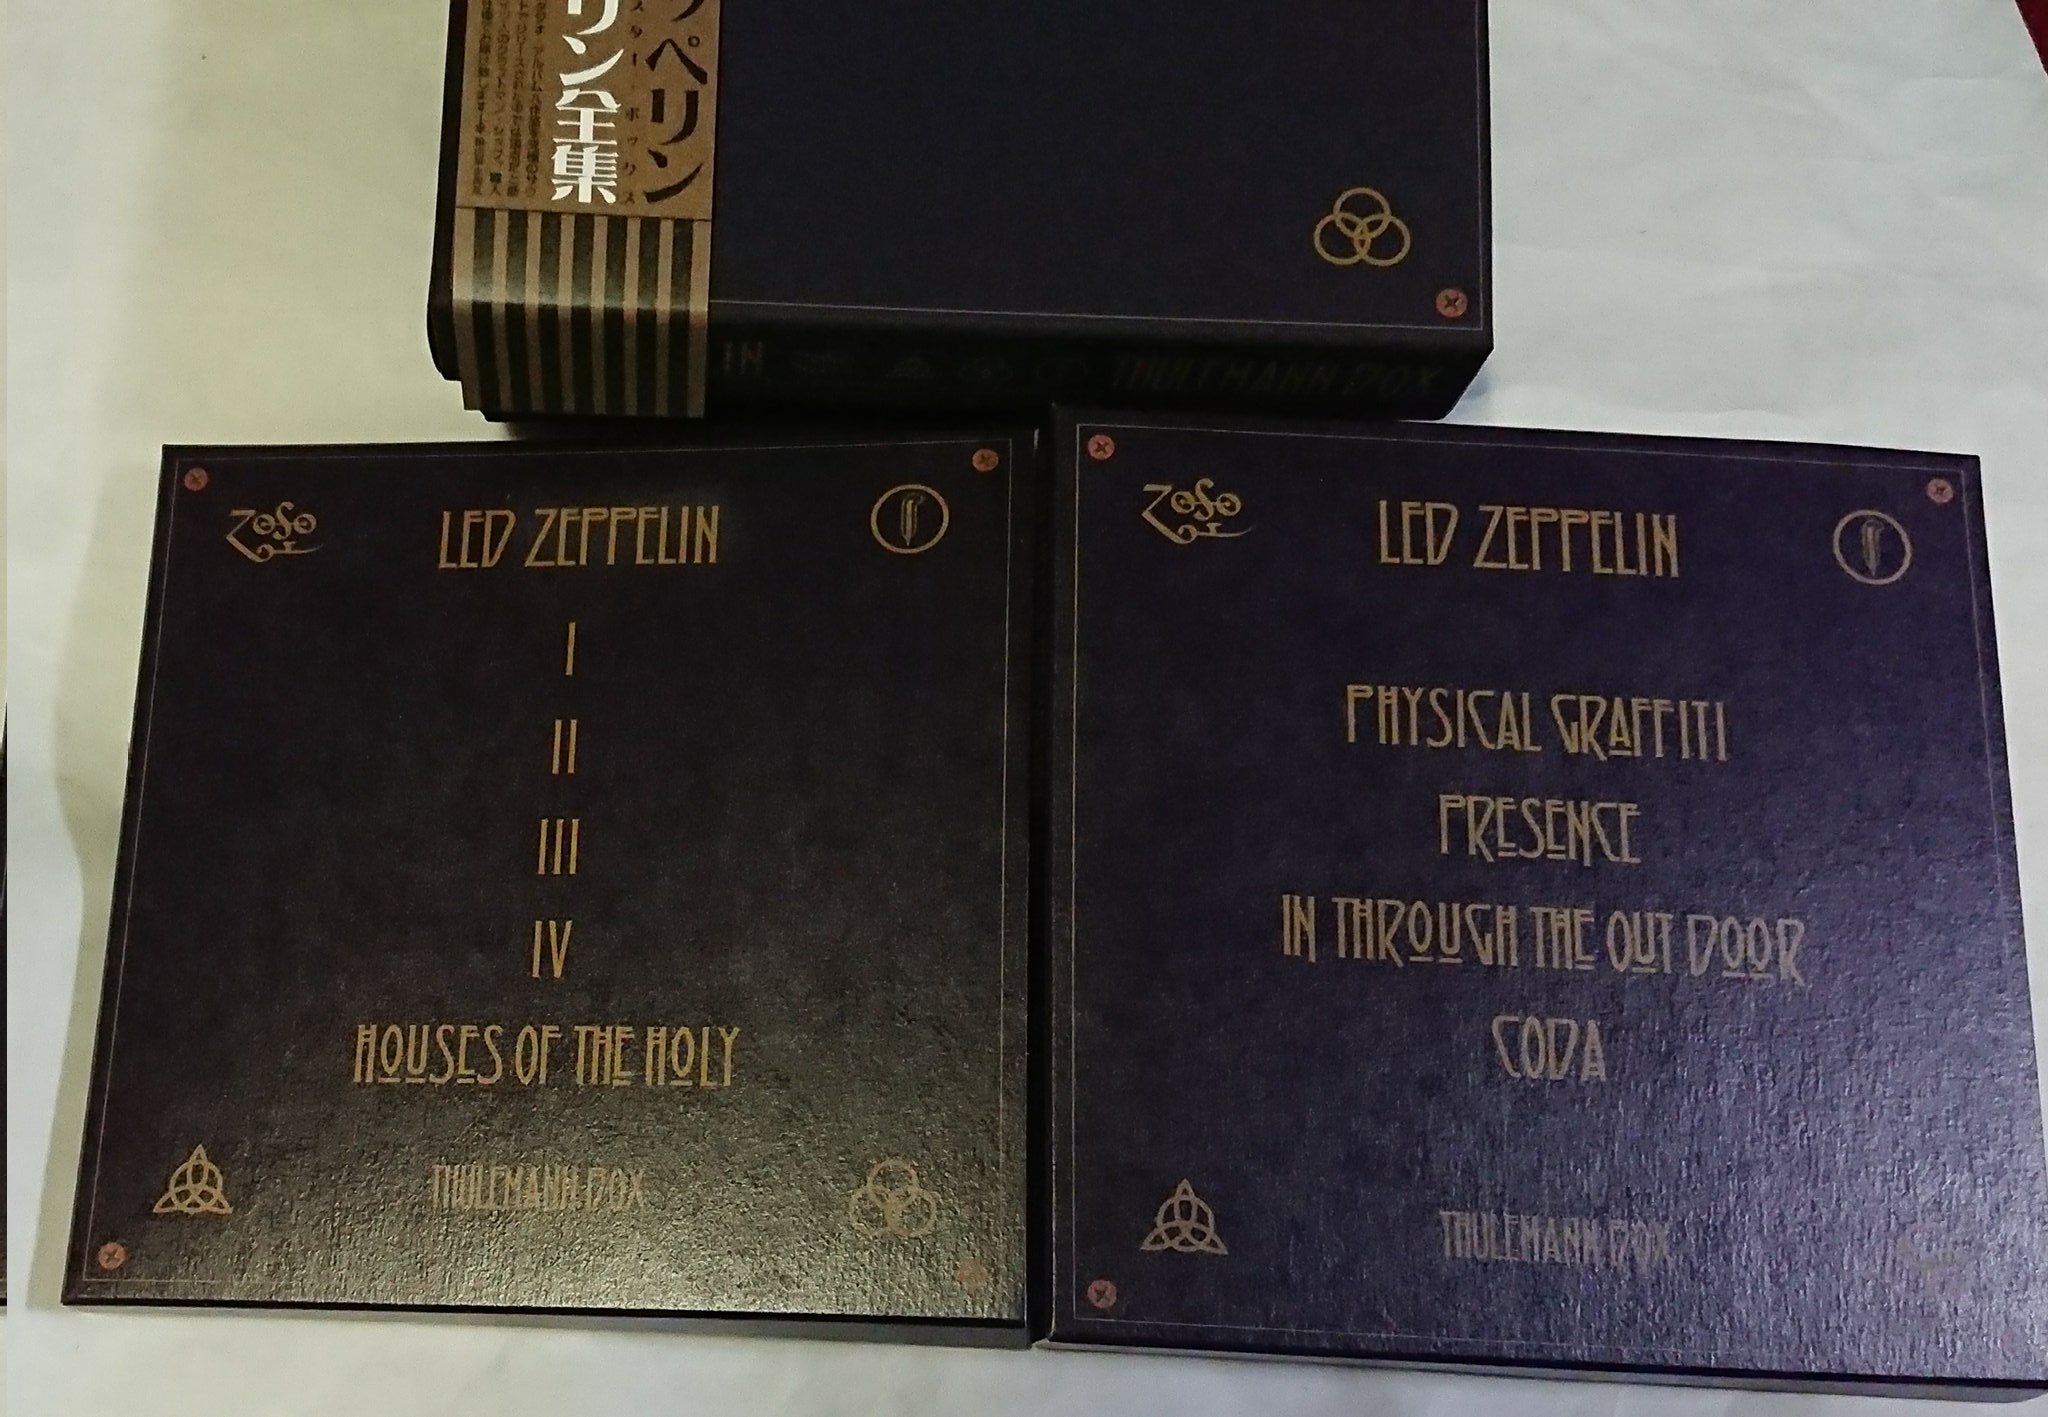 ペリン
スター・ボックス
リン全集
IN
THULEMANN BOX
LED ZEPPELIN
I
II
III
IV
HOUSES OF THE HOLY
THULEMANN BOX
LED ZEPPELIN
PHYSICAL GRAFFITI
PRESENCE
IN THROUGH THE OUT DOOR
CODA
THULEMANN BOX